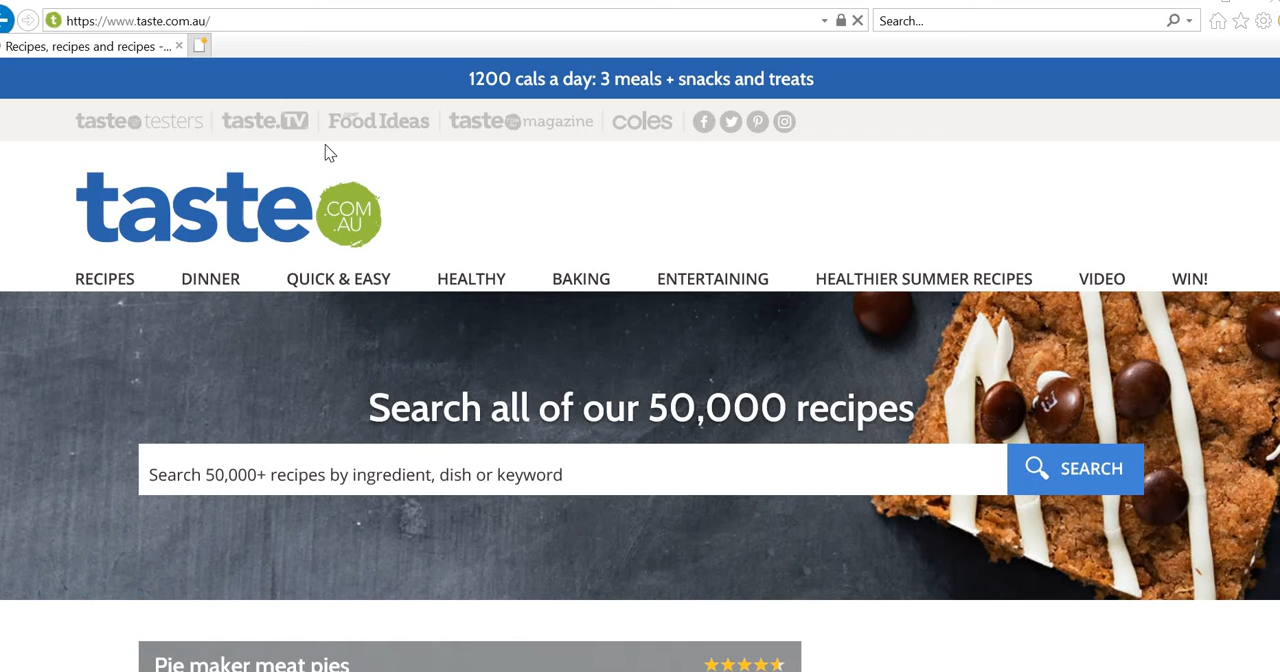 https://www.taste.com.au/
Search...
Recipes, recipes and recipes -...
1200 cals a day: 3 meals + snacks and treats
taste testers
taste.TV
Food Ideas
taste magazine
coles
taste.COM.AU
RECIPES
DINNER
QUICK & EASY
HEALTHY
BAKING
ENTERTAINING
HEALTHIER SUMMER RECIPES
VIDEO
WIN!
Search all of our 50,000 recipes
Search 50,000+ recipes by ingredient, dish or keyword
SEARCH
Pie maker meat pies